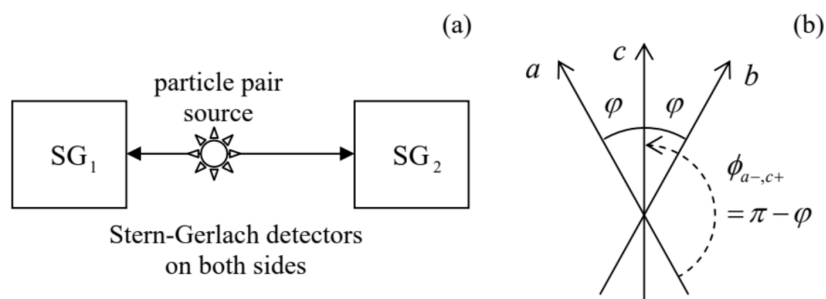 (a)
particle pair
source
SG₁
SG₂
Stern-Gerlach detectors
on both sides
(b)
a
c
b
φ
φ
ϕₐ₋,c₊
= π − φ